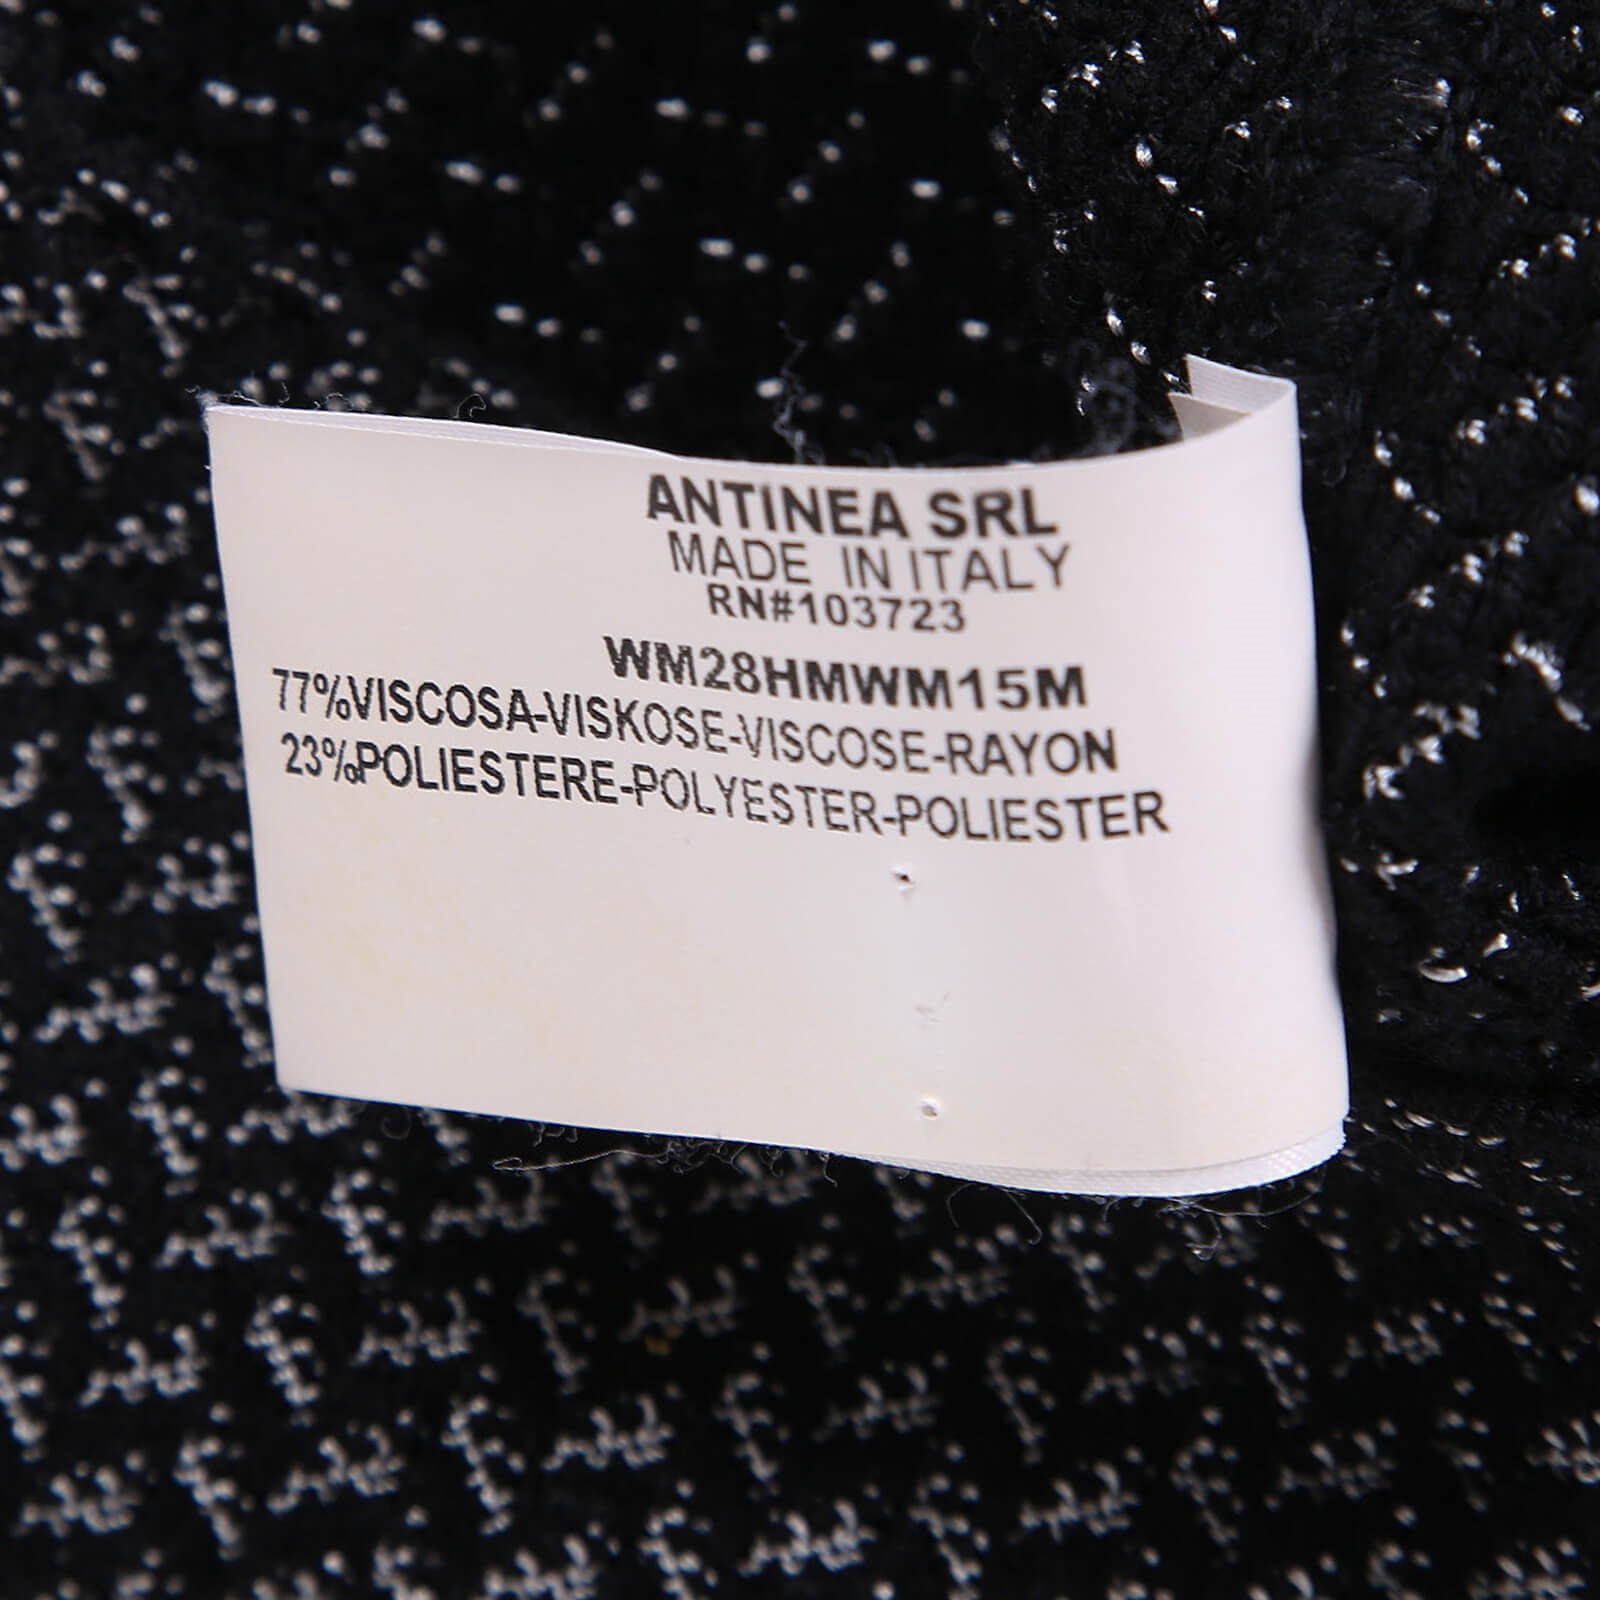 ANTINEA SRL
MADE IN ITALY
RN#103723
WM28HMWM15M
77%VISCOSA-VISKOSE-VISCOSE-RAYON
23%POLIESTERE-POLYESTER-POLIESTER